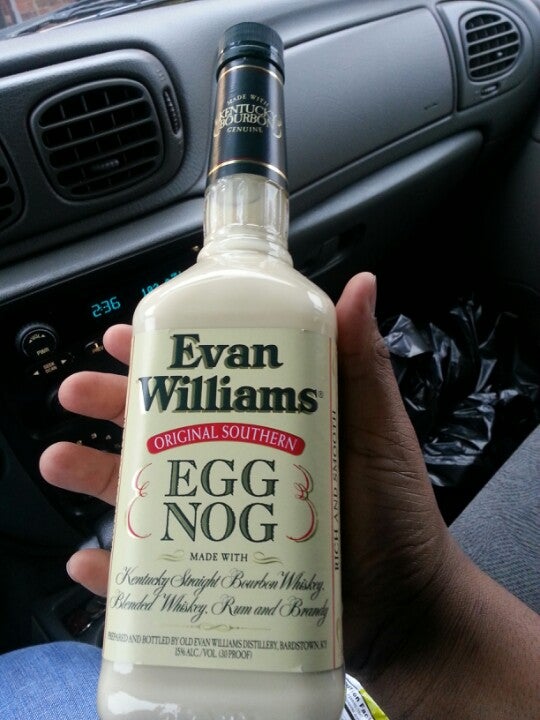 MADE WITH
KENTUCKY
BOURBON
GENUINE
2:36
PWR
Evan
Williams®
ORIGINAL SOUTHERN
EGG
NOG
MADE WITH
Kentucky Straight Bourbon Whiskey,
Blended Whiskey, Rum and Brandy
PREPARED AND BOTTLED BY OLD EVAN WILLIAMS DISTILLERY, BARDSTOWN, KY
15% ALC./VOL. (30 PROOF)
RICH AND SMOOTH